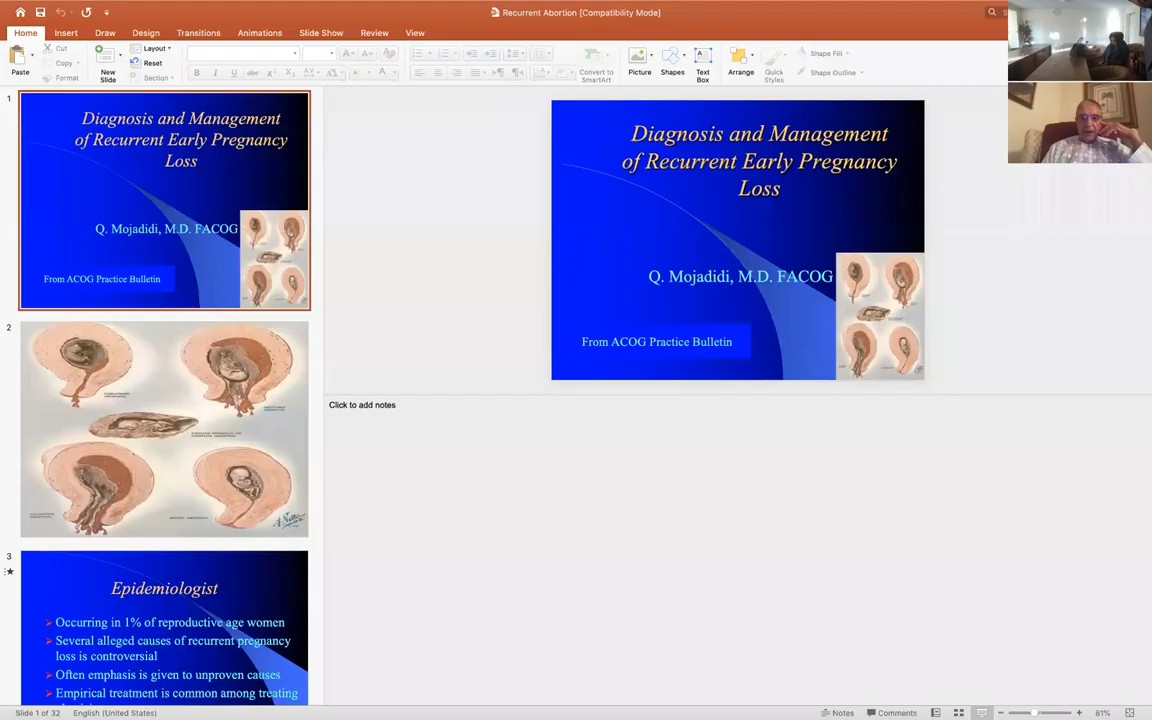 Recurrent Abortion [Compatibility Mode]
Home
Insert
Draw
Design
Transitions
Animations
Slide Show
Review
View
Paste
Cut
Copy
Format
New
Slide
Layout
Reset
Section
B
I
U
abc
Convert to
SmartArt
Picture
Shapes
Text
Box
Arrange
Quick
Styles
Shape Fill
Shape Outline
1
Diagnosis and Management
of Recurrent Early Pregnancy
Loss
Q. Mojadidi, M.D. FACOG
From ACOG Practice Bulletin
2
3
Epidemiologist
Occurring in 1% of reproductive age women
Several alleged causes of recurrent pregnancy
loss is controversial
Often emphasis is given to unproven causes
Empirical treatment is common among treating
Diagnosis and Management
of Recurrent Early Pregnancy
Loss
Q. Mojadidi, M.D. FACOG
From ACOG Practice Bulletin
Click to add notes
Slide 1 of 32
English (United States)
Notes
Comments
81%